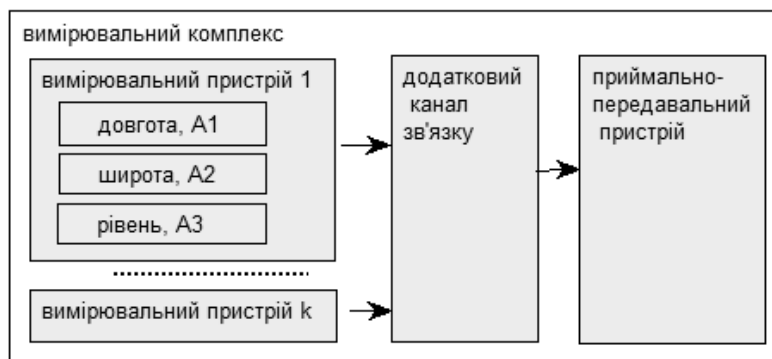 вимірювальний комплекс
вимірювальний пристрій 1
довгота, А1
широта, А2
рівень, А3
вимірювальний пристрій k
додатковий
канал
зв'язку
приймально-
передавальний
пристрій